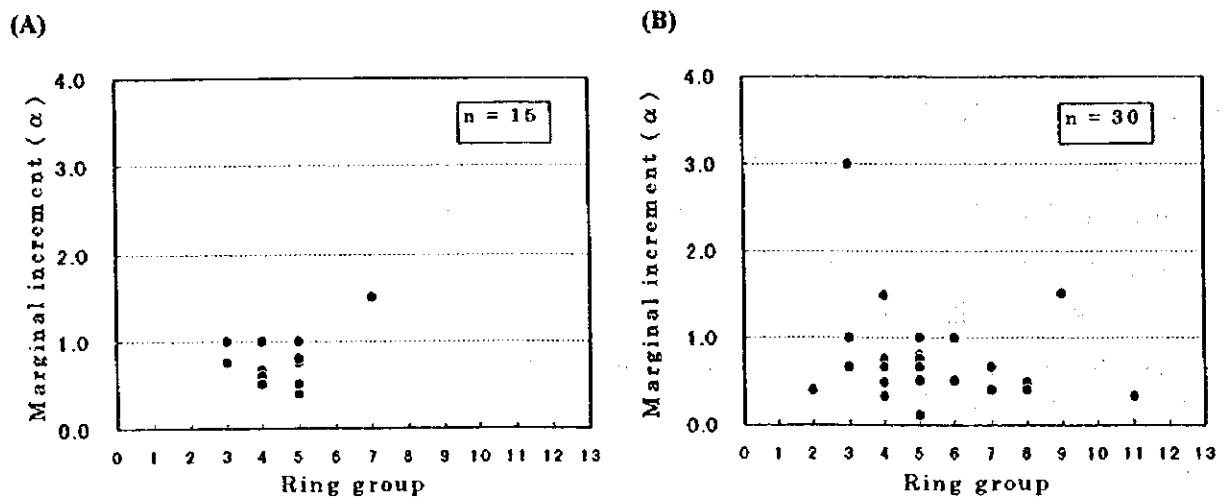 (A)
Marginal increment (α)
4.0
3.0
2.0
1.0
0.0
n = 15
0 1 2 3 4 5 6 7 8 9 10 11 12 13
Ring group
(B)
Marginal increment (α)
4.0
3.0
2.0
1.0
0.0
n = 30
0 1 2 3 4 5 6 7 8 9 10 11 12 13
Ring group